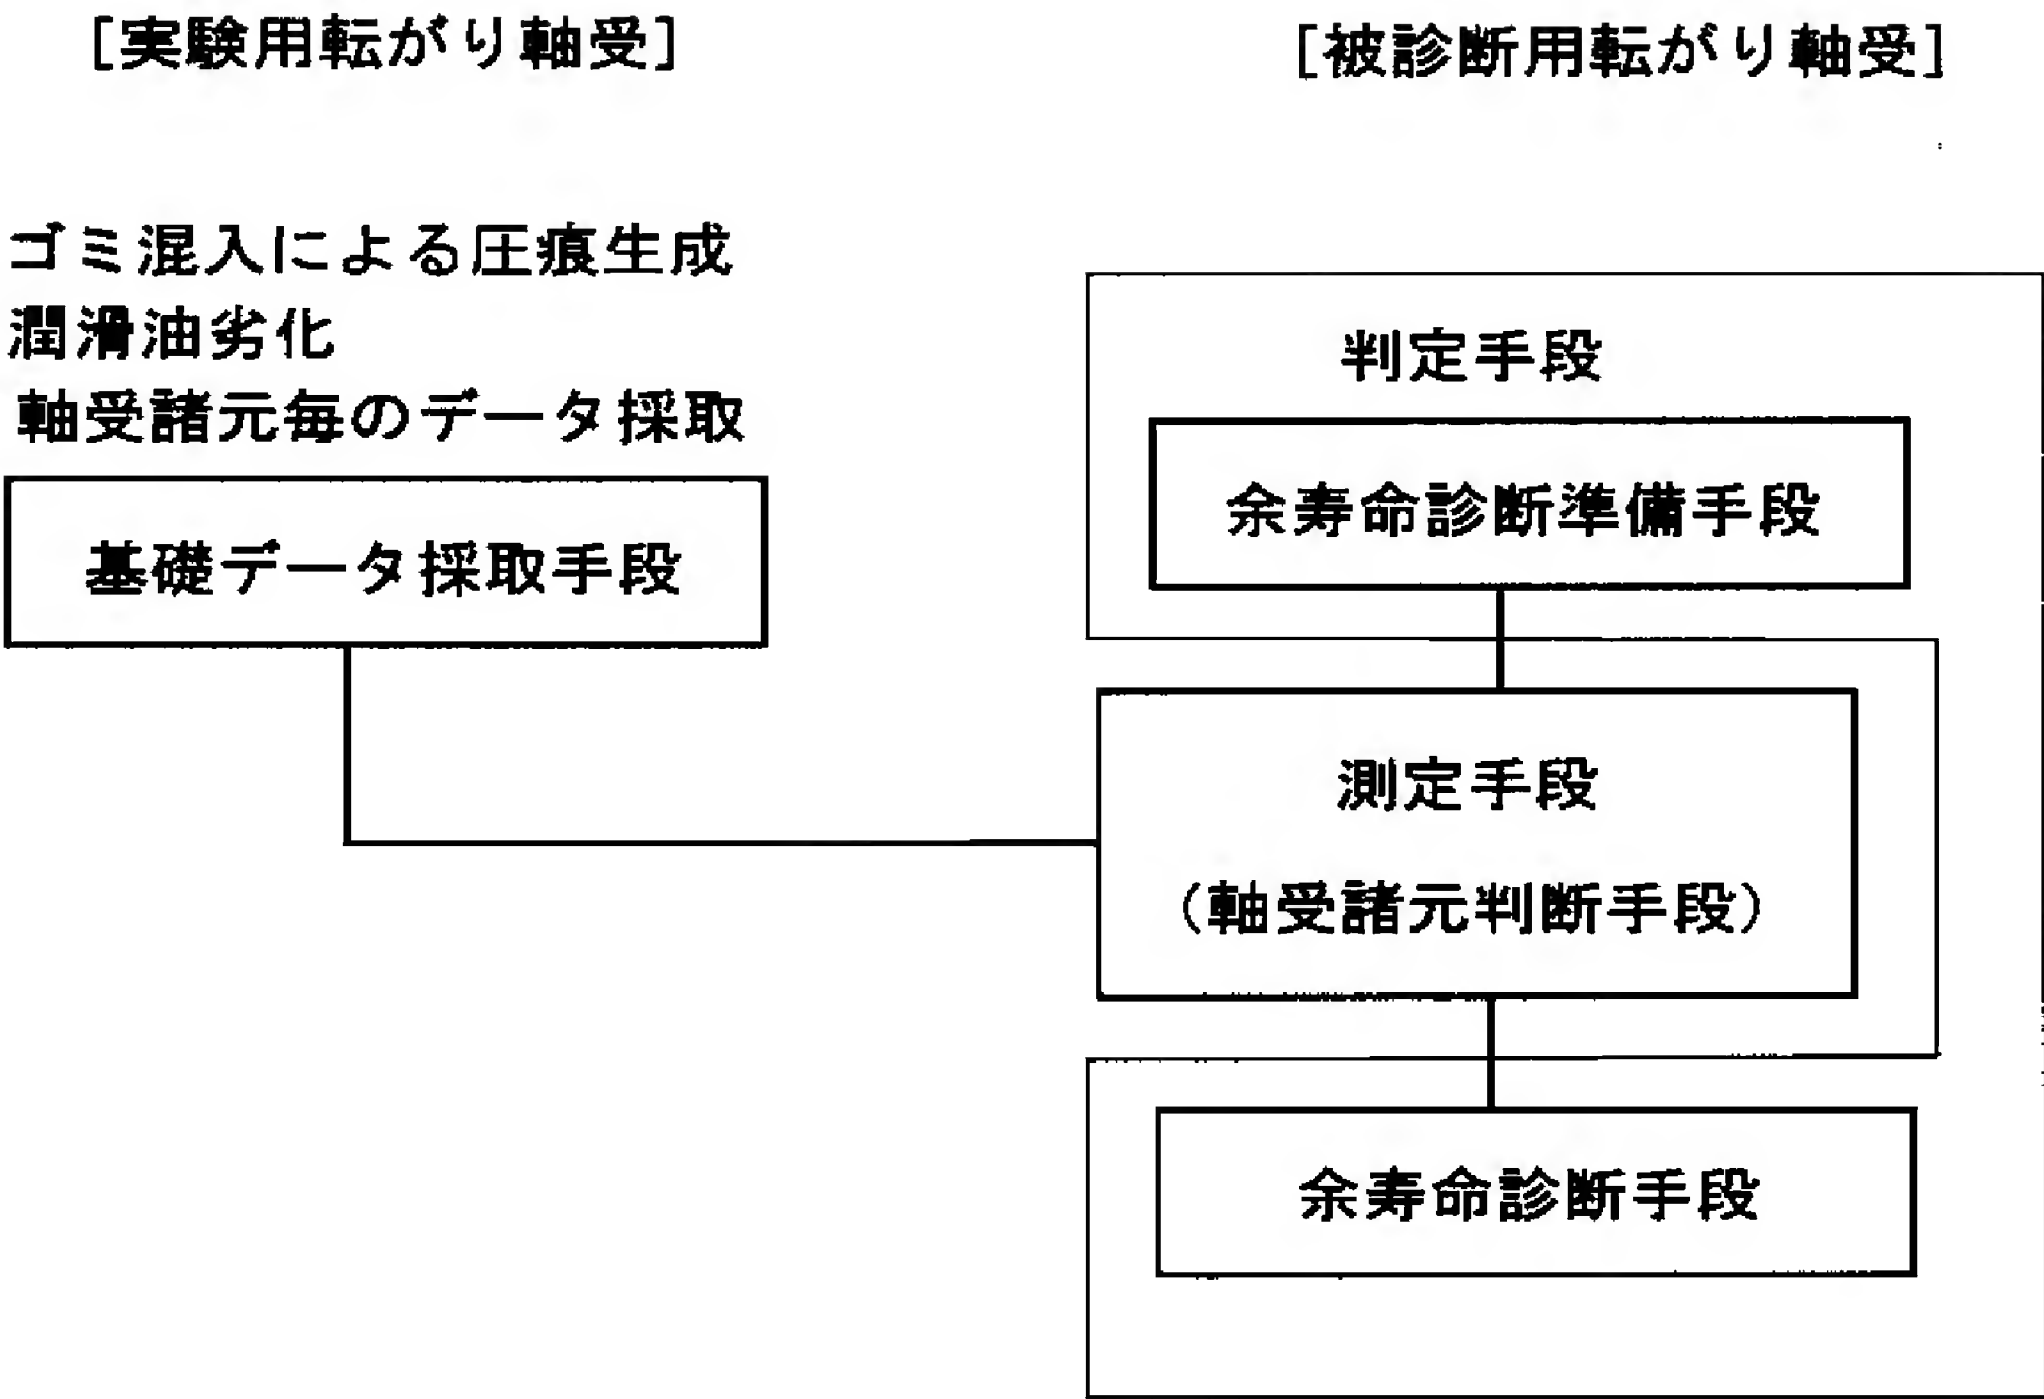 [実験用転がり軸受]
ゴミ混入による圧痕生成
潤滑油劣化
軸受諸元毎のデータ採取
基礎データ採取手段
[被診断用転がり軸受]
判定手段
余寿命診断準備手段
測定手段
(軸受諸元判断手段)
余寿命診断手段